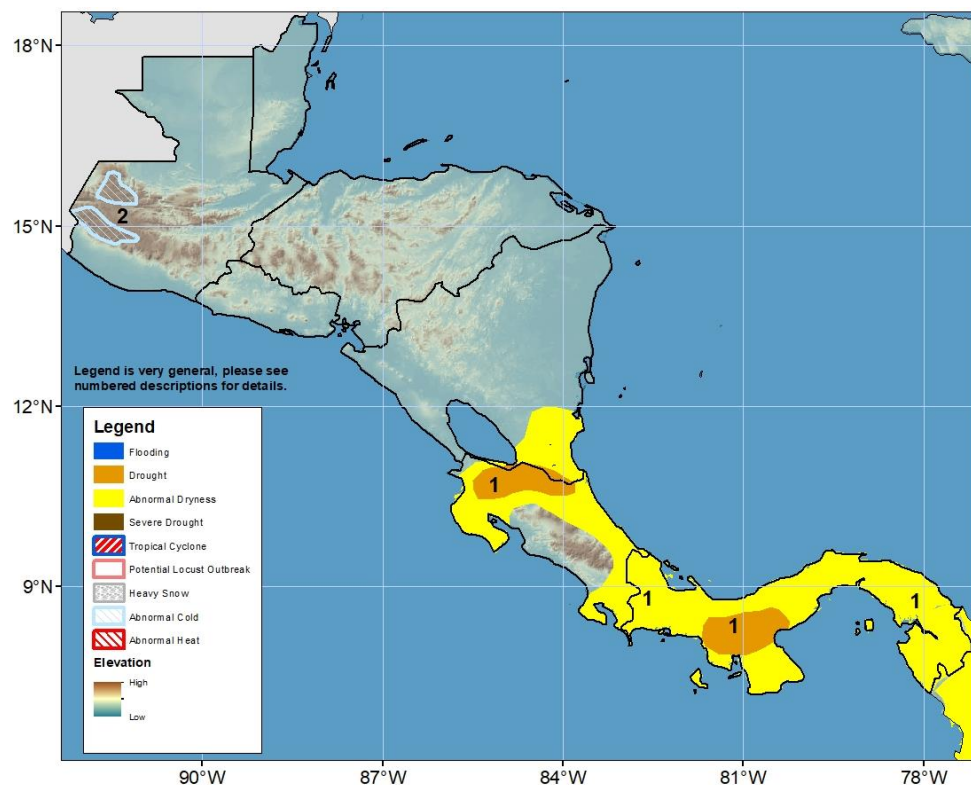 18°N
2
15°N
Legend is very general, please see
numbered descriptions for details.
12°N
Legend
Flooding
Drought
Abnormal Dryness
Severe Drought
Tropical Cyclone
Potential Locust Outbreak
Heavy Snow
Abnormal Cold
Abnormal Heat
Elevation
High
Low
1
9°N
1
1
1
90°W
87°W
84°W
81°W
78°W